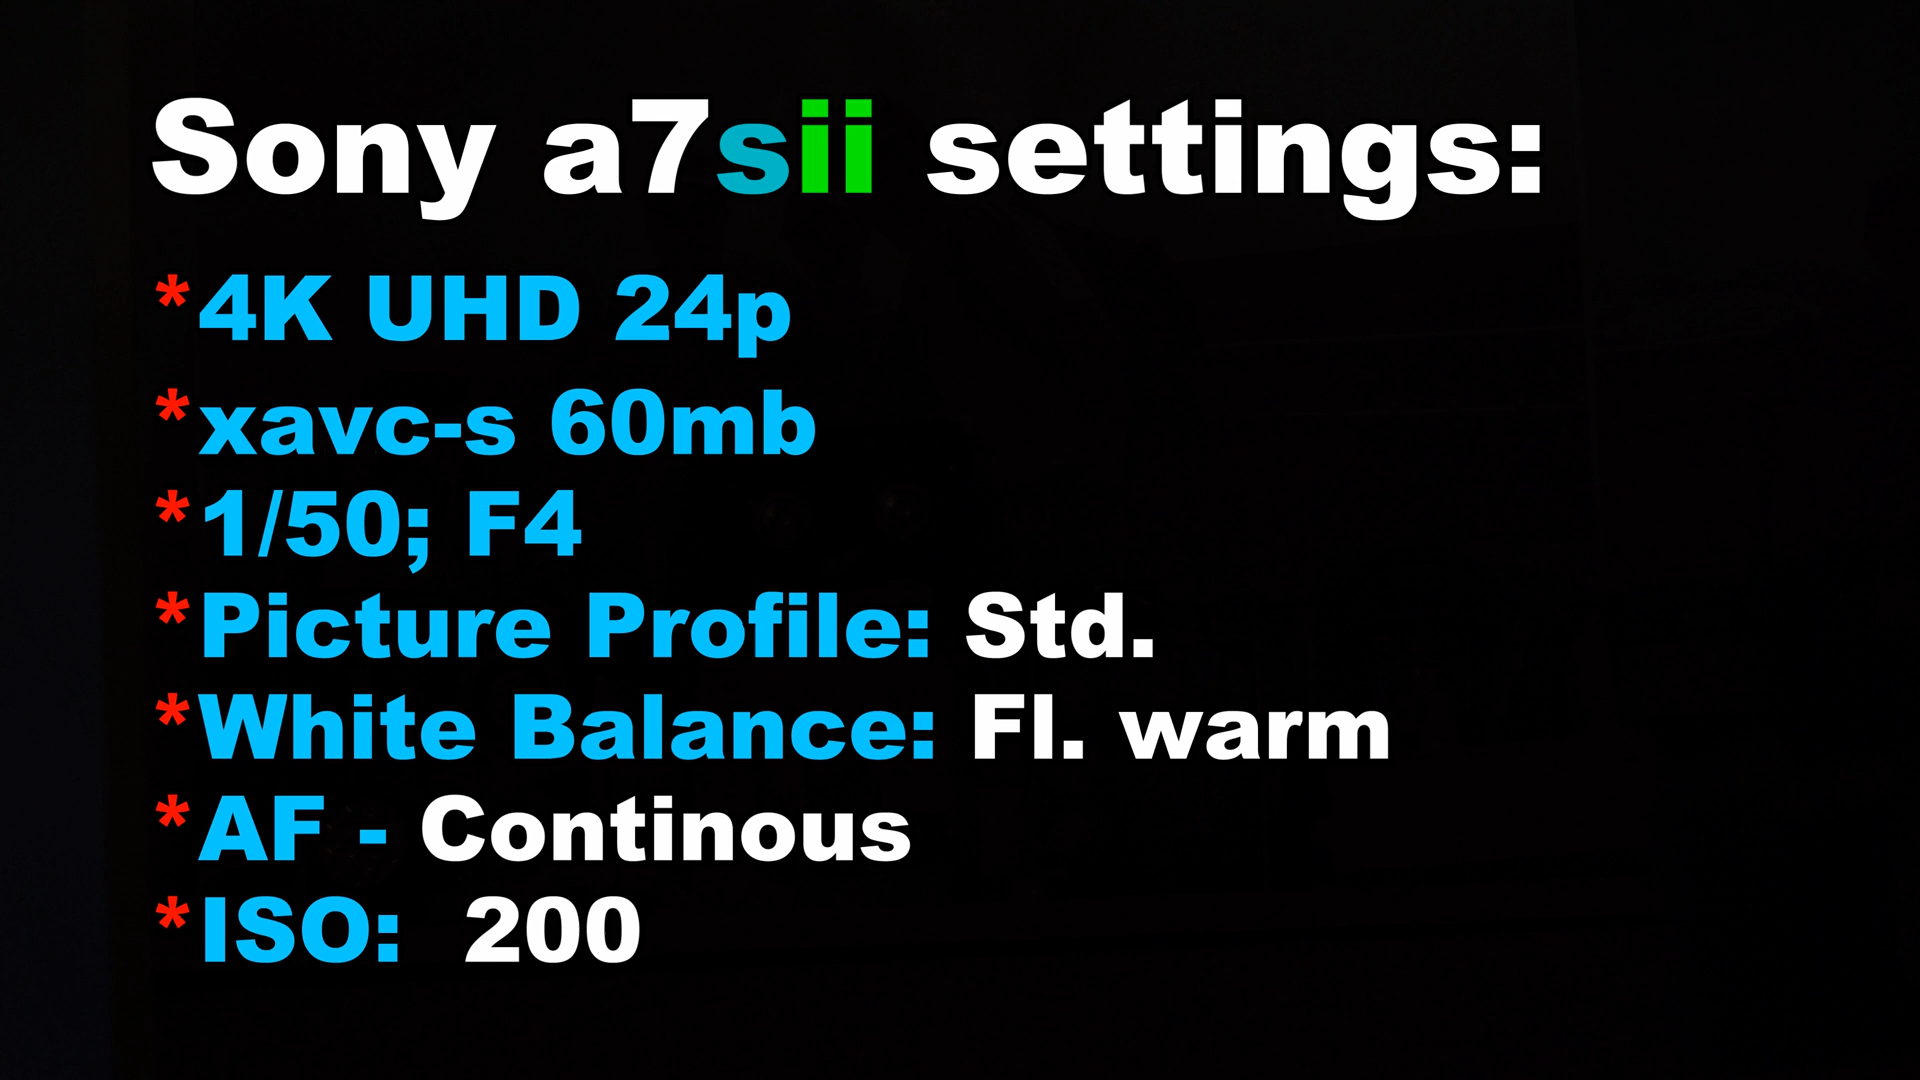 Sony a7sii settings:
*4K UHD 24p
*xavc-s 60mb
*1/50; F4
*Picture Profile: Std.
*White Balance: Fl. warm
*AF - Continous
*ISO:  200